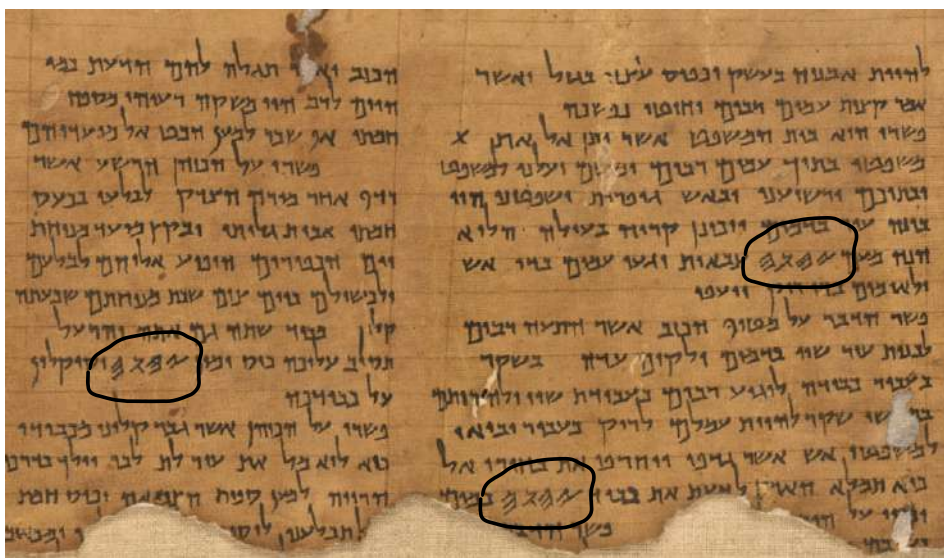 להיות אבניה בעשק וכפיס עיצה בגזל ואשר
אמר קצות עמים רבים וחוטי נפשכה
פשרו הוא בית המשפט אשר יתן אל את X
משפטו בתוך עמים רבים ומשם יעלנו למשפט
ובתוכם ירשיענו ובאש גופרית ישפטנו הוי
בונה עיר בדמים ויכונן קריה בעולה הלוא
הנה מעם 𐤉𐤄𐤅𐤄 צבאות יגעו עמים בדי אש
ולאומים בדי ריק ייעפו
פשר הדבר על מטיף הכזב אשר התעה רבים
לבנות עיר שוו בדמים ולקים עדה בשקר
בעבור כבודה לוגיע רבים בעבודת שוו ולהרותם
שקר להיות עמלם לריק בעבור יבואו
למשפטי אש אשר גדפו ויחרפו את בחירי אל
כיא תמלא הארץ לדעת את כבוד 𐤉𐤄𐤅𐤄 כמים
על פשר
הכזב ואחר תגלה להם הדעת כמי
הים לרב הוי משקה רעיהו מספח
חמתו אף שכר למען הבט אל מועדיהם
פשרו על הכוהן הרשע אשר
רדף אחר מורה הצדק לבלעו בכעס
חמתו אבית גלותו ובקץ מועד מנוחת
יום הכפורים הופיע אליהם לבלעם
ולכשילם ביום צום שבת מנוחתם שבעתה
קלון מכבוד שתה גם אתה והרעל
תסוב עליכה כוס ימין 𐤉𐤄𐤅𐤄 וקיקלון
על כבודכה
פשרו על הכוהן אשר גבר קלונו מכבודו
כיא לוא מל את עורלת לבו וילך בדרכי
הרויה למען ספות הצמאה וכוס חמת
תבלענו